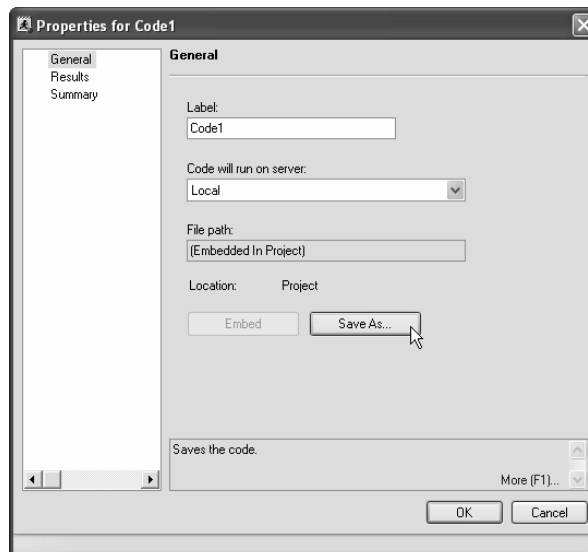 Properties for Code1
General
Results
Summary
General
Label:
Code1
Code will run on server:
Local
File path:
(Embedded In Project)
Location: Project
Embed Save As...
Saves the code.
More (F1)...
OK Cancel